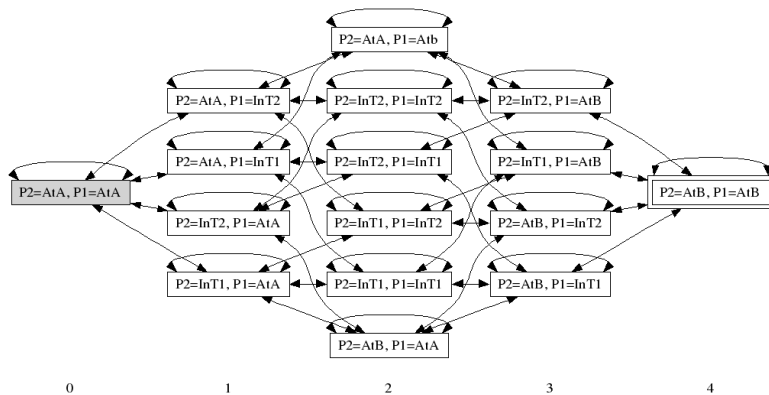 P2=AtA, P1=Atb
P2=AtA, P1=InT2
P2=InT2, P1=InT2
P2=InT2, P1=AtB
P2=AtA, P1=InT1
P2=InT2, P1=InT1
P2=InT1, P1=AtB
P2=AtA, P1=AtA
P2=AtB, P1=AtB
P2=InT2, P1=AtA
P2=InT1, P1=InT2
P2=AtB, P1=InT2
P2=InT1, P1=AtA
P2=InT1, P1=InT1
P2=AtB, P1=InT1
P2=AtB, P1=AtA
0 1 2 3 4